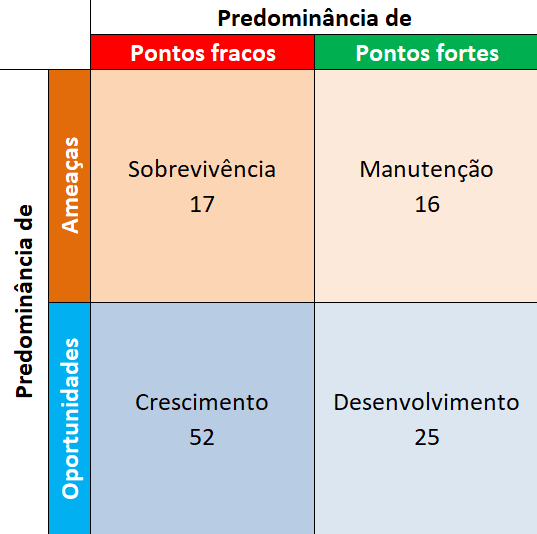 Predominância de
Pontos fracos
Pontos fortes
Predominância de
Ameaças
Sobrevivência
17
Manutenção
16
Oportunidades
Crescimento
52
Desenvolvimento
25